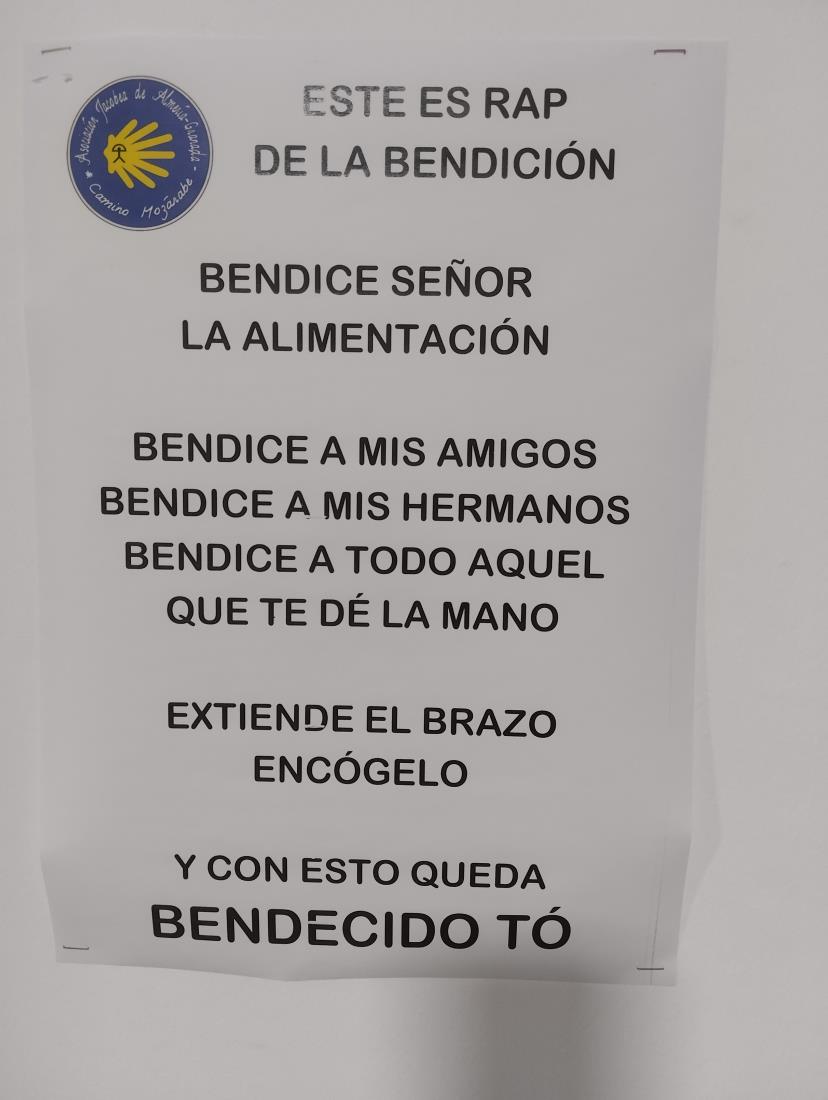 Asociación Jacobea de Almería-Granada
Camino Mozárabe
ESTE ES RAP
DE LA BENDICIÓN
BENDICE SEÑOR
LA ALIMENTACIÓN
BENDICE A MIS AMIGOS
BENDICE A MIS HERMANOS
BENDICE A TODO AQUEL
QUE TE DÉ LA MANO
EXTIENDE EL BRAZO
ENCÓGELO
Y CON ESTO QUEDA
BENDECIDO TÓ